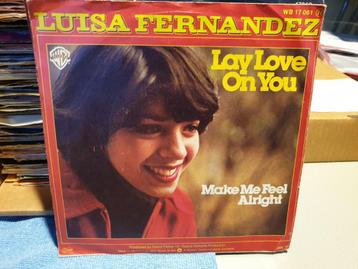 WB 17 061
LUISA FERNANDEZ
Lay Love
On You
Make Me Feel
Alright